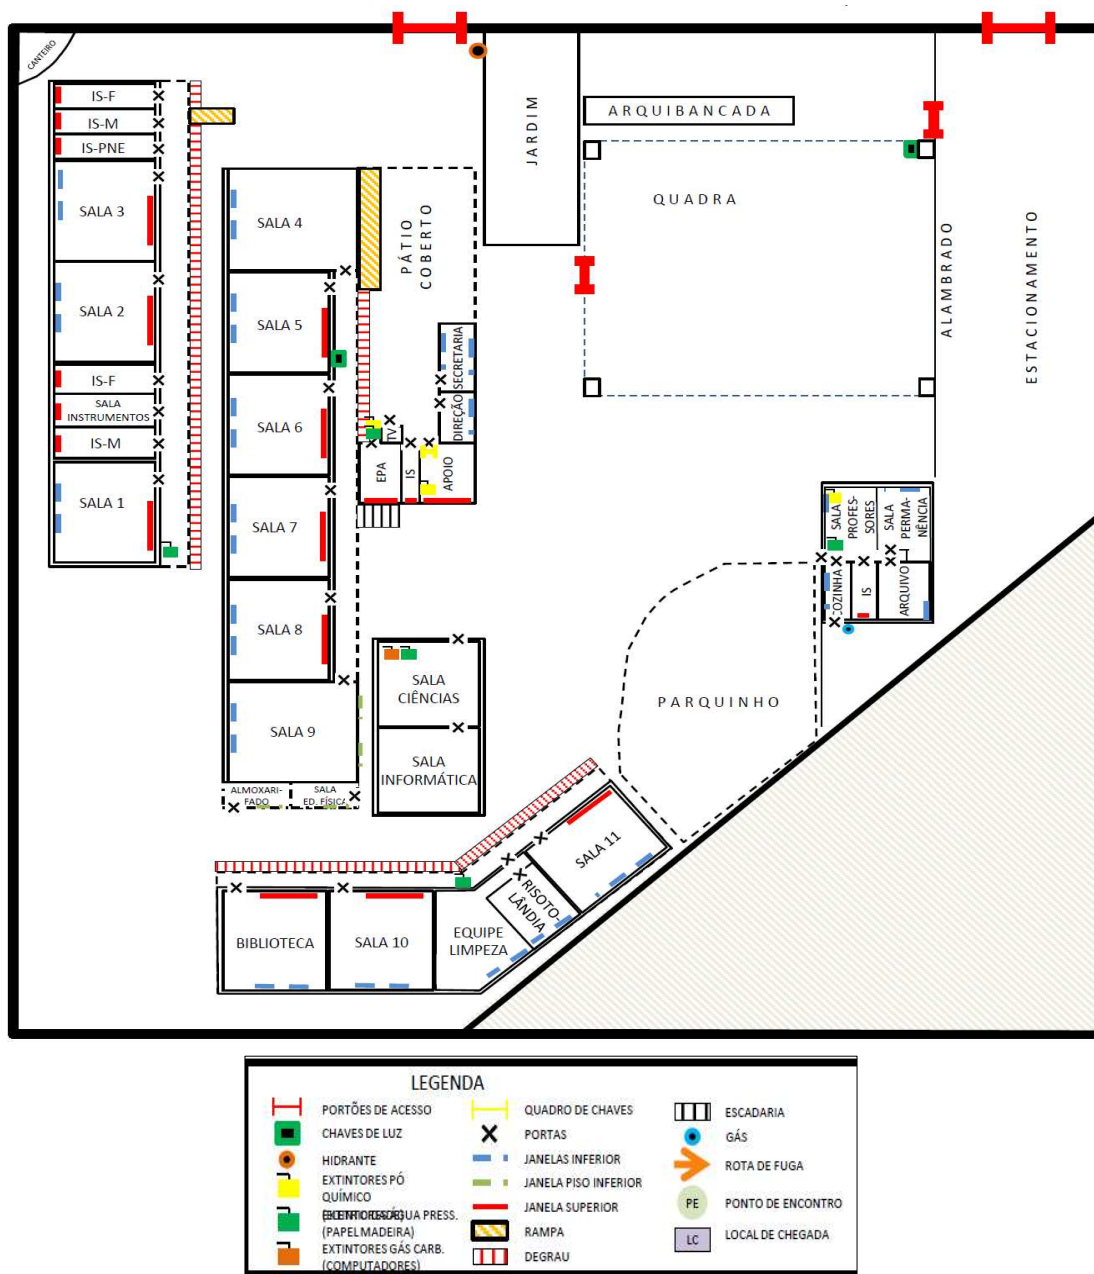 CANTEIRO
IS-F
IS-M
IS-PNE
SALA 3
SALA 2
IS-F
SALA
INSTRUMENTOS
IS-M
SALA 1
SALA 4
SALA 5
SALA 6
SALA 7
SALA 8
SALA 9
ALMOXARI-
FADO
SALA
ED. FÍSICA
PÁTIO
COBERTO
SECRETARIA
DIREÇÃO
TV
EPA
IS
APOIO
JARDIM
ARQUIBANCADA
QUADRA
ALAMBRADO
ESTACIONAMENTO
SALA
PROFES-
SORES
SALA
PERMA-
NÊNCIA
COZINHA
IS
ARQUIVO
PARQUINHO
SALA
CIÊNCIAS
SALA
INFORMÁTICA
BIBLIOTECA
SALA 10
EQUIPE
LIMPEZA
RISOTO-
LÂNDIA
SALA 11
LEGENDA
PORTÕES DE ACESSO
CHAVES DE LUZ
HIDRANTE
EXTINTORES PÓ
QUÍMICO
ÁGUA PRESS.
(PAPEL MADEIRA)
EXTINTORES GÁS CARB.
(COMPUTADORES)
QUADRO DE CHAVES
PORTAS
JANELAS INFERIOR
JANELA PISO INFERIOR
JANELA SUPERIOR
RAMPA
DEGRAU
ESCADARIA
GÁS
ROTA DE FUGA
PE PONTO DE ENCONTRO
LC LOCAL DE CHEGADA